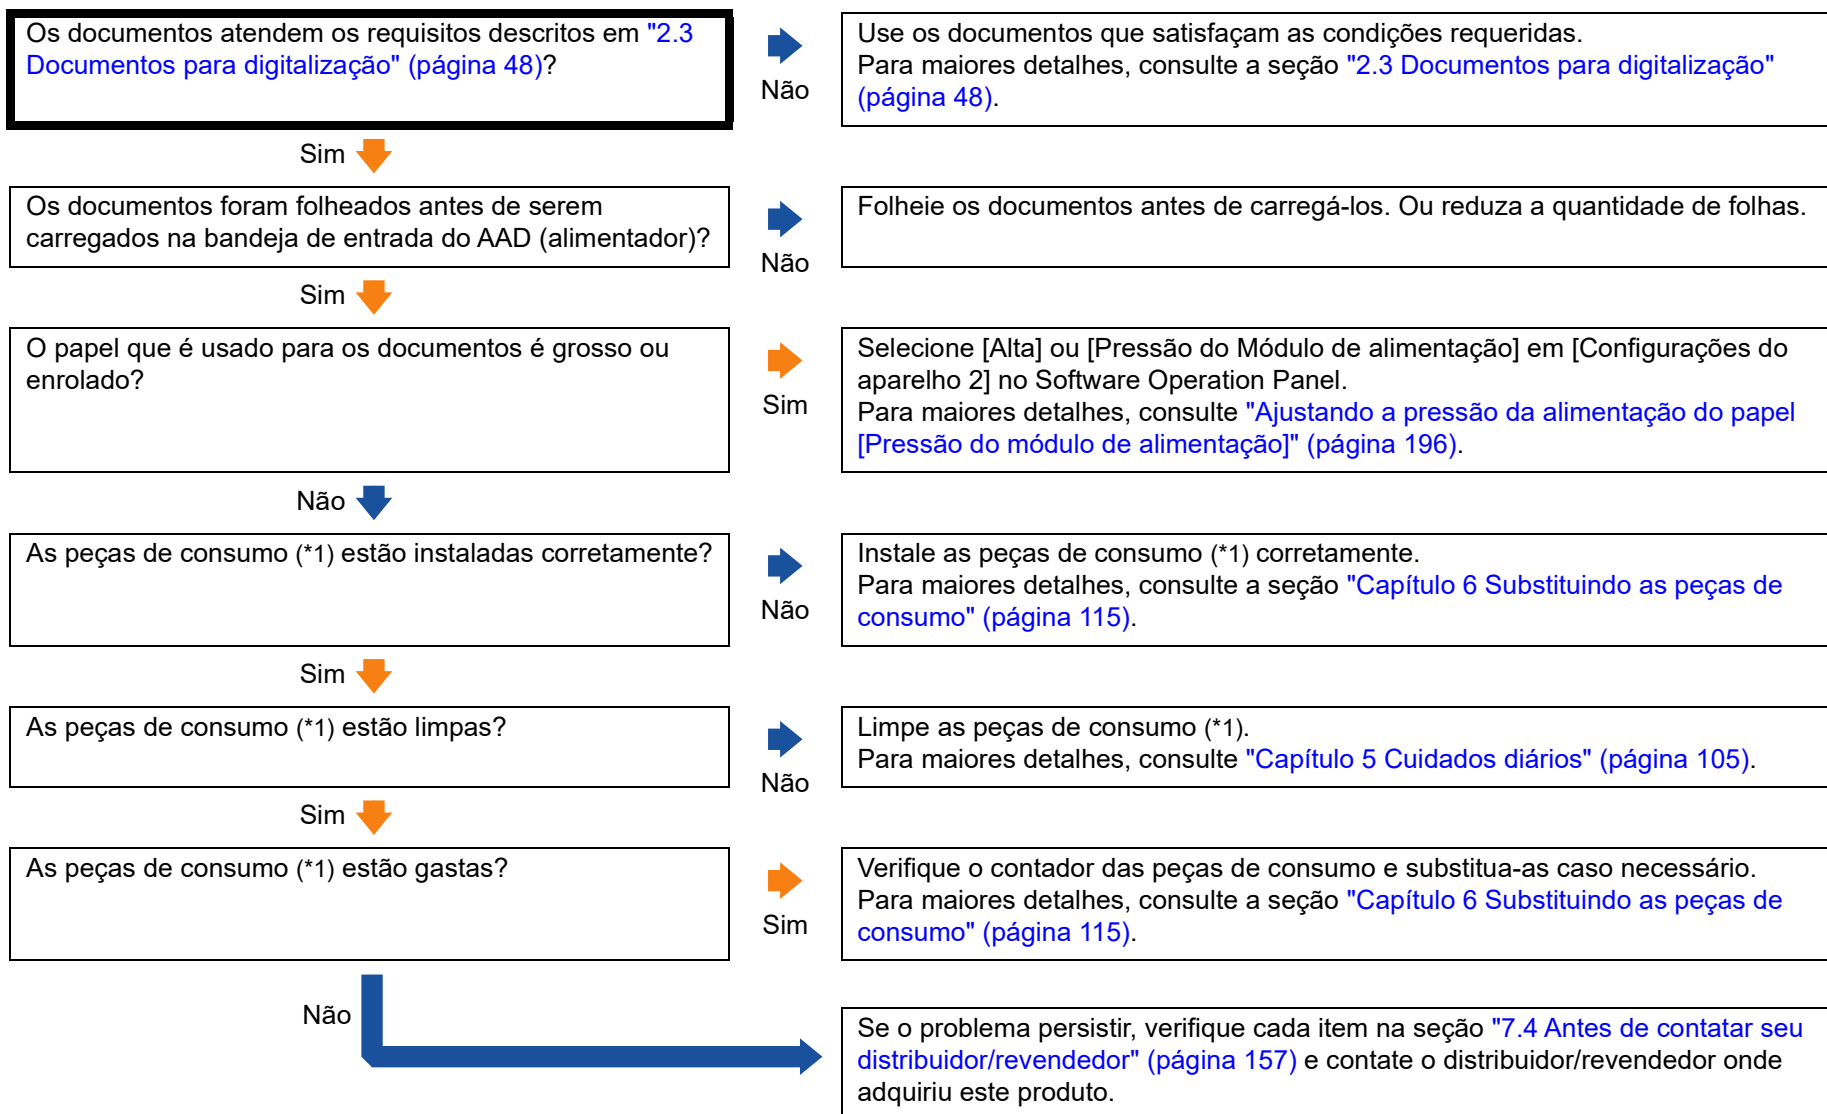 Os documentos atendem os requisitos descritos em "2.3
Documentos para digitalização" (página 48)?
Não
Use os documentos que satisfaçam as condições requeridas.
Para maiores detalhes, consulte a seção "2.3 Documentos para digitalização"
(página 48).
Sim
Os documentos foram folheados antes de serem
carregados na bandeja de entrada do AAD (alimentador)?
Não
Folheie os documentos antes de carregá-los. Ou reduza a quantidade de folhas.
Sim
O papel que é usado para os documentos é grosso ou
enrolado?
Sim
Selecione [Alta] ou [Pressão do Módulo de alimentação] em [Configurações do
aparelho 2] no Software Operation Panel.
Para maiores detalhes, consulte "Ajustando a pressão da alimentação do papel
[Pressão do módulo de alimentação]" (página 196).
Não
As peças de consumo (*1) estão instaladas corretamente?
Não
Instale as peças de consumo (*1) corretamente.
Para maiores detalhes, consulte a seção "Capítulo 6 Substituindo as peças de
consumo" (página 115).
Sim
As peças de consumo (*1) estão limpas?
Não
Limpe as peças de consumo (*1).
Para maiores detalhes, consulte "Capítulo 5 Cuidados diários" (página 105).
Sim
As peças de consumo (*1) estão gastas?
Sim
Verifique o contador das peças de consumo e substitua-as caso necessário.
Para maiores detalhes, consulte a seção "Capítulo 6 Substituindo as peças de
consumo" (página 115).
Não
Se o problema persistir, verifique cada item na seção "7.4 Antes de contatar seu
distribuidor/revendedor" (página 157) e contate o distribuidor/revendedor onde
adquiriu este produto.